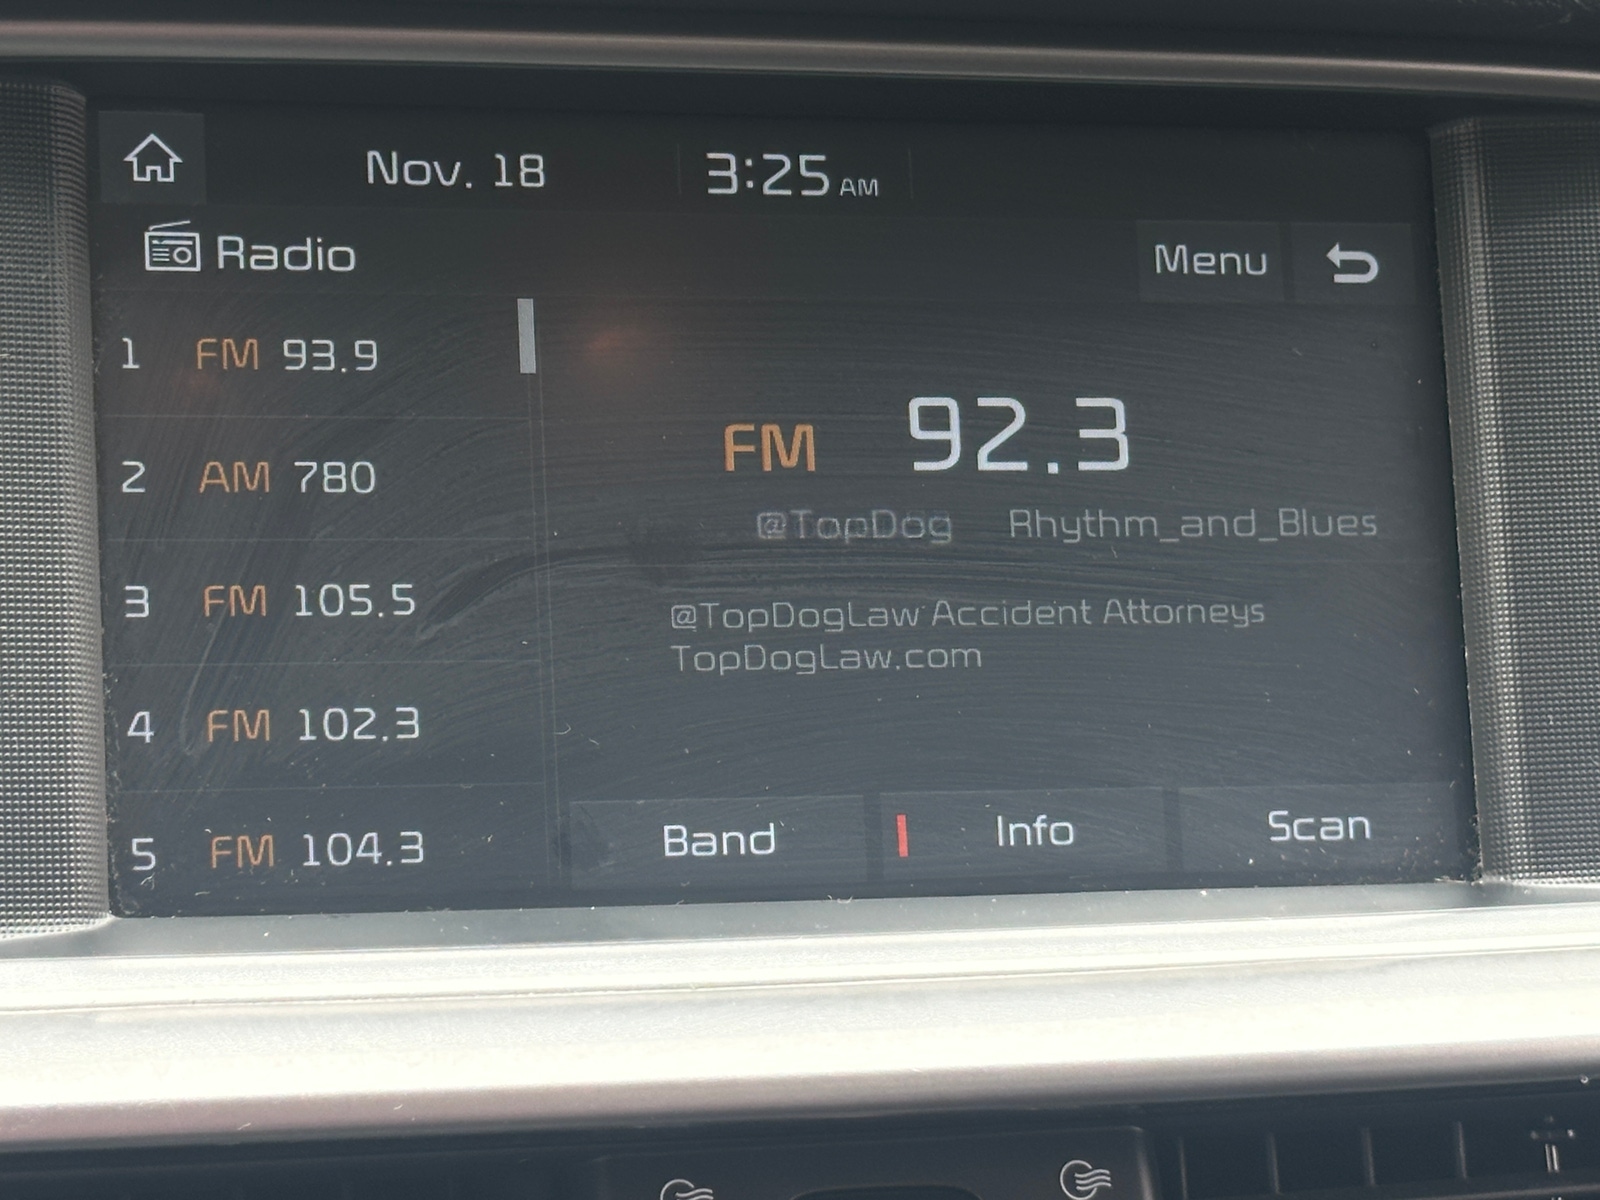 Nov. 18 3:25 AM
Radio Menu
1 FM 93.9
2 AM 780
3 FM 105.5
4 FM 102.3
5 FM 104.3
FM 92.3
@TopDog Rhythm_and_Blues
@TopDogLaw Accident Attorneys
TopDogLaw.com
Band Info Scan